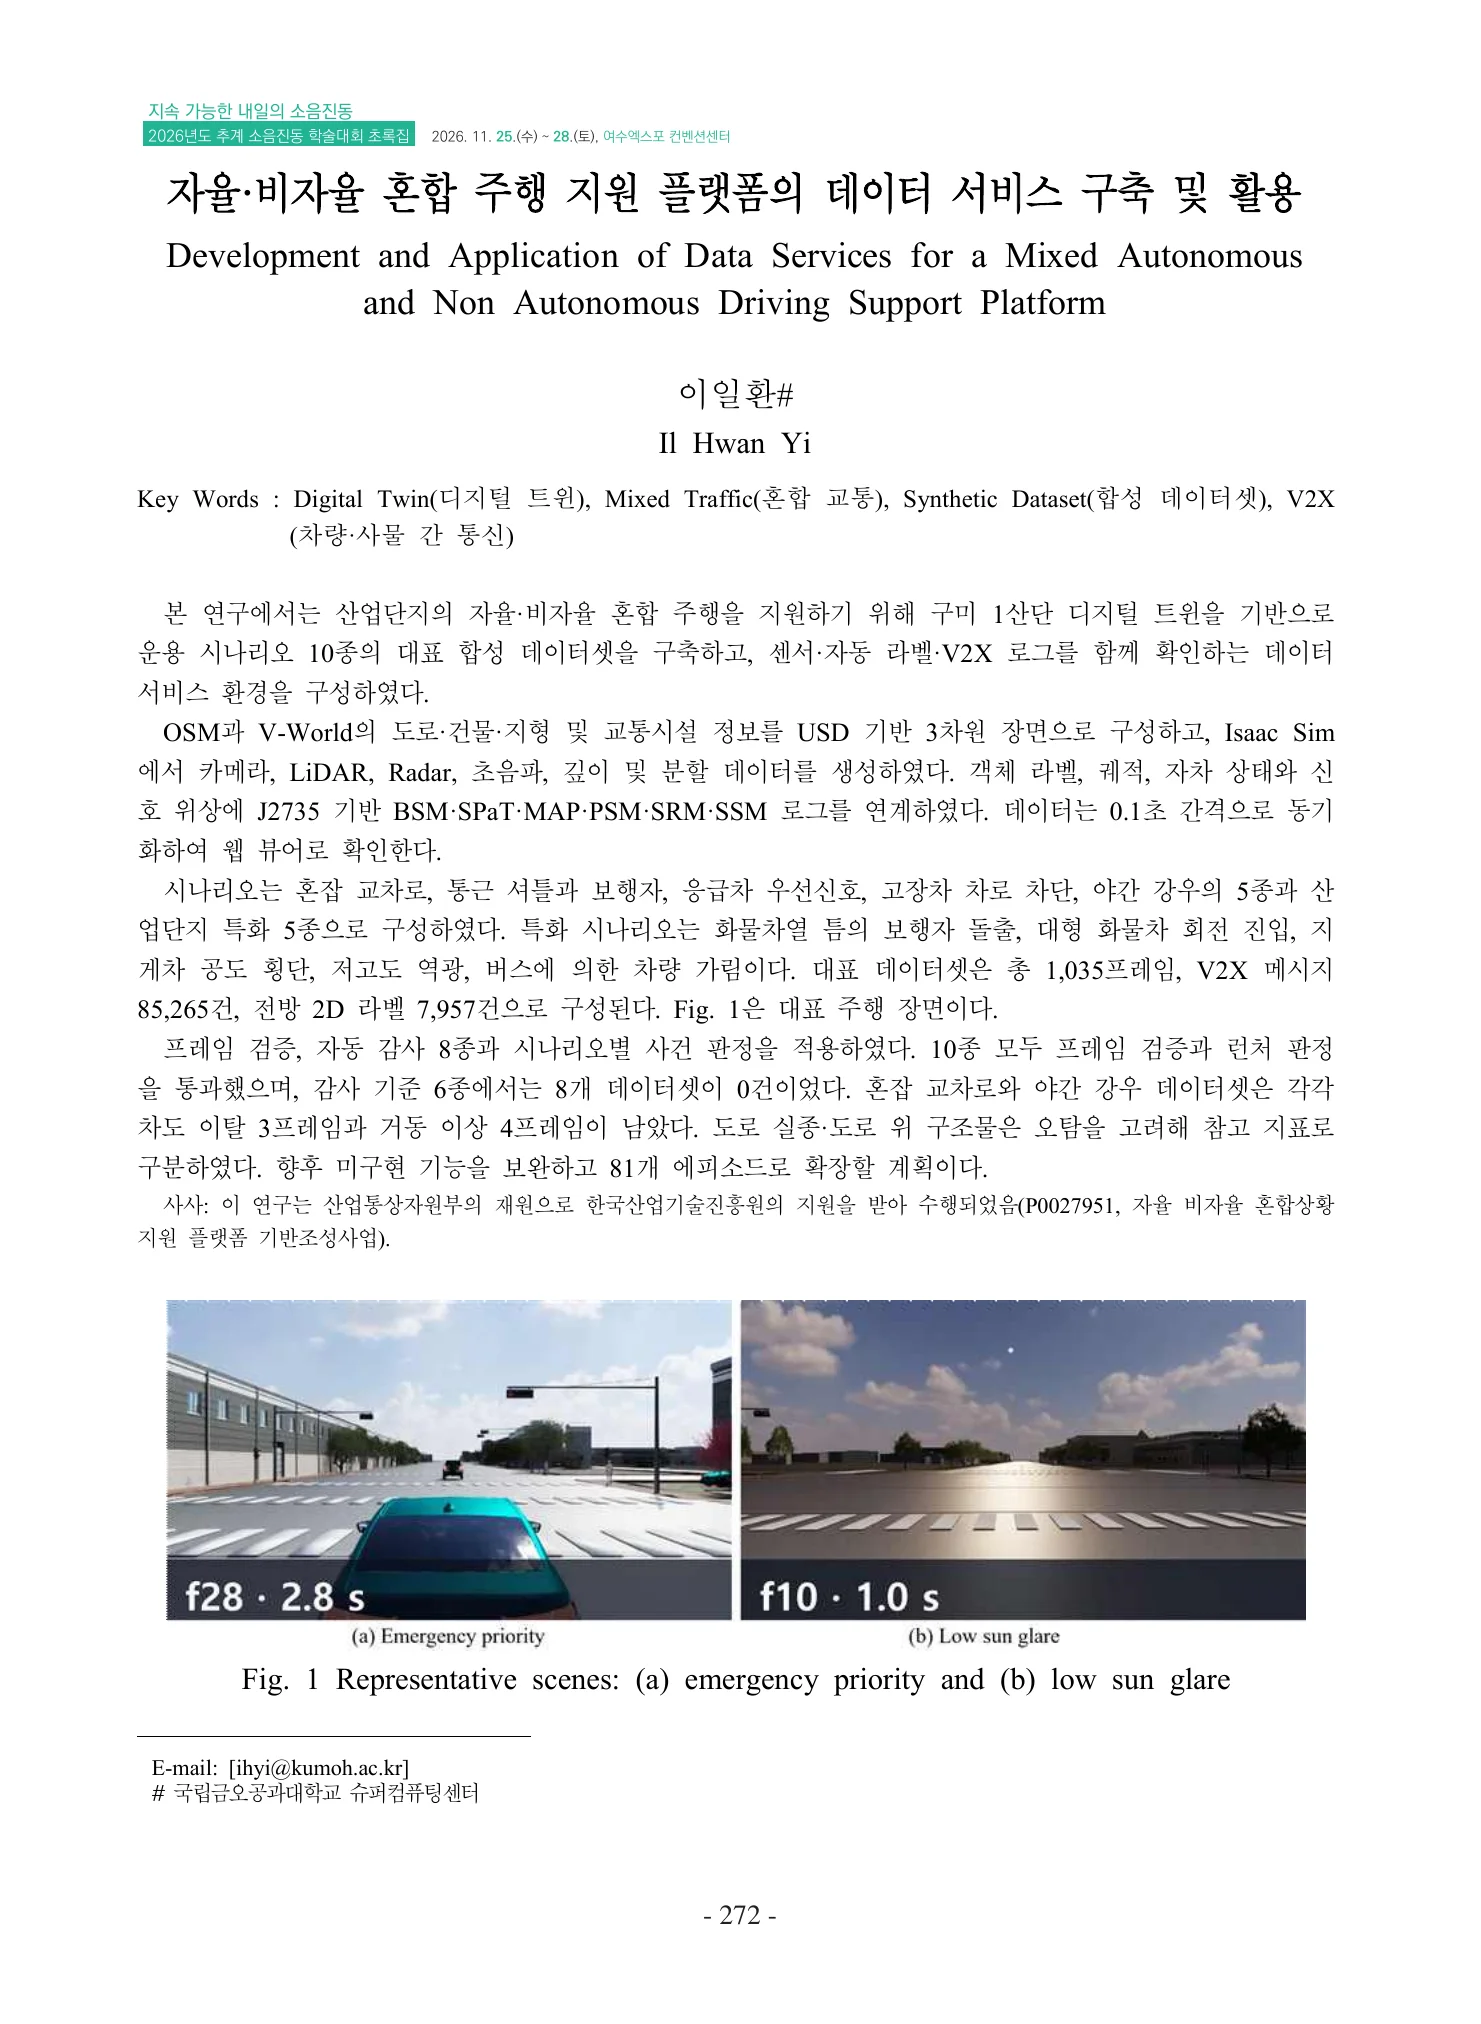 지속 가능한 내일의 소음진동
2026년도 추계 소음진동 학술대회 초록집 2026. 11. 25.(수) ~ 28.(토), 여수엑스포 컨벤션센터
자율·비자율 혼합 주행 지원 플랫폼의 데이터 서비스 구축 및 활용
Development and Application of Data Services for a Mixed Autonomous
and Non Autonomous Driving Support Platform
이일환#
Il Hwan Yi
Key Words : Digital Twin(디지털 트윈), Mixed Traffic(혼합 교통), Synthetic Dataset(합성 데이터셋), V2X
(차량·사물 간 통신)
본 연구에서는 산업단지의 자율·비자율 혼합 주행을 지원하기 위해 구미 1산단 디지털 트윈을 기반으로
운용 시나리오 10종의 대표 합성 데이터셋을 구축하고, 센서·자동 라벨·V2X 로그를 함께 확인하는 데이터
서비스 환경을 구성하였다.
OSM과 V-World의 도로·건물·지형 및 교통시설 정보를 USD 기반 3차원 장면으로 구성하고, Isaac Sim
에서 카메라, LiDAR, Radar, 초음파, 깊이 및 분할 데이터를 생성하였다. 객체 라벨, 궤적, 자차 상태와 신
호 위상에 J2735 기반 BSM·SPaT·MAP·PSM·SRM·SSM 로그를 연계하였다. 데이터는 0.1초 간격으로 동기
화하여 웹 뷰어로 확인한다.
시나리오는 혼잡 교차로, 통근 셔틀과 보행자, 응급차 우선신호, 고장차 차로 차단, 야간 강우의 5종과 산
업단지 특화 5종으로 구성하였다. 특화 시나리오는 화물차열 틈의 보행자 돌출, 대형 화물차 회전 진입, 지
게차 공도 횡단, 저고도 역광, 버스에 의한 차량 가림이다. 대표 데이터셋은 총 1,035프레임, V2X 메시지
85,265건, 전방 2D 라벨 7,957건으로 구성된다. Fig. 1은 대표 주행 장면이다.
프레임 검증, 자동 감사 8종과 시나리오별 사건 판정을 적용하였다. 10종 모두 프레임 검증과 런처 판정
을 통과했으며, 감사 기준 6종에서는 8개 데이터셋이 0건이었다. 혼잡 교차로와 야간 강우 데이터셋은 각각
차도 이탈 3프레임과 거동 이상 4프레임이 남았다. 도로 실종·도로 위 구조물은 오탐을 고려해 참고 지표로
구분하였다. 향후 미구현 기능을 보완하고 81개 에피소드로 확장할 계획이다.
사사: 이 연구는 산업통상자원부의 재원으로 한국산업기술진흥원의 지원을 받아 수행되었음(P0027951, 자율 비자율 혼합상황
지원 플랫폼 기반조성사업).
f28 · 2.8 s
f10 · 1.0 s
(a) Emergency priority
(b) Low sun glare
Fig. 1 Representative scenes: (a) emergency priority and (b) low sun glare
E-mail: [ihyi@kumoh.ac.kr]
# 국립금오공과대학교 슈퍼컴퓨팅센터
- 272 -